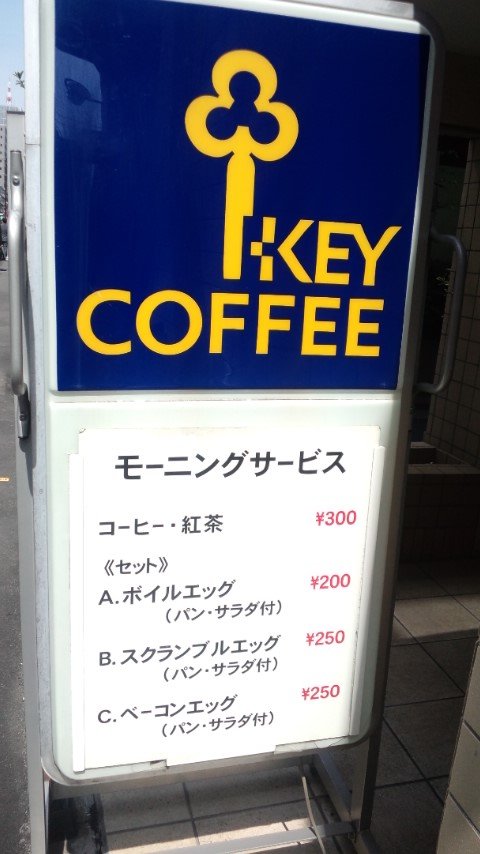 KEY
COFFEE
モーニングサービス
コーヒー・紅茶 ¥300
《セット》
A.ボイルエッグ ¥200
(パン・サラダ付)
B.スクランブルエッグ ¥250
(パン・サラダ付)
C.ベーコンエッグ ¥250
(パン・サラダ付)